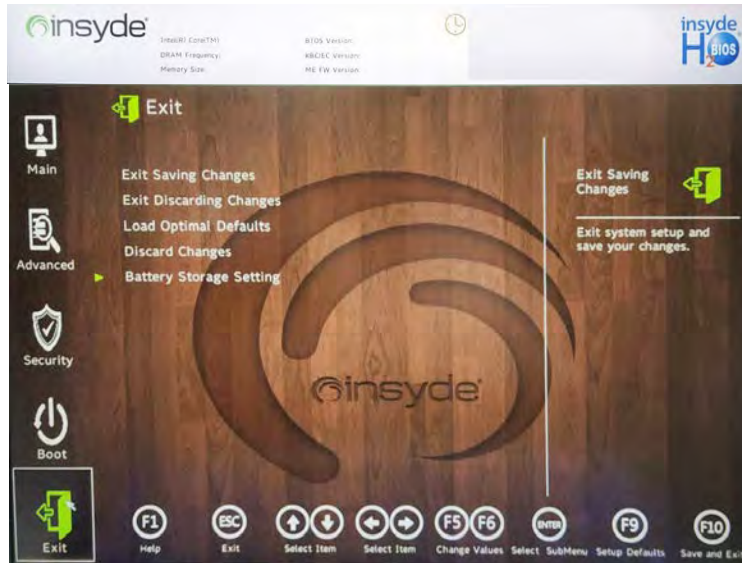 insyde
Intel(R) Core(TM)
DRAM Frequency:
Memory Size:
BIOS Version:
KBC/EC Version:
ME FW Version:
insyde
H2O BIOS
Exit
Main
Advanced
Security
Boot
Exit
Exit Saving Changes
Exit Discarding Changes
Load Optimal Defaults
Discard Changes
Battery Storage Setting
Exit Saving
Changes
Exit system setup and
save your changes.
insyde
F1
Help
ESC
Exit
Select Item
Select Item
F5 F6
Change Values
ENTER
Select SubMenu
F9
Setup Defaults
F10
Save and Exit